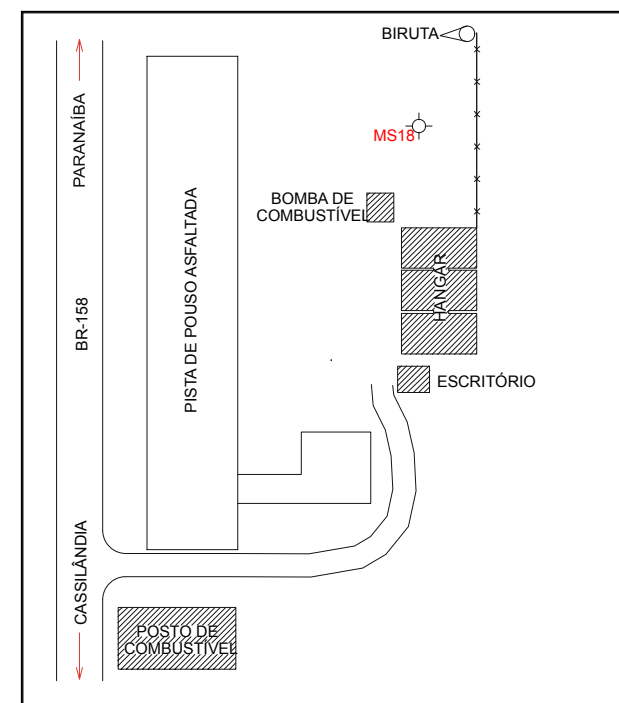 BIRUTA
PARANAÍBA
MS18
BOMBA DE
COMBUSTÍVEL
PISTA DE POUSO ASFALTADA
HANGAR
BR-158
ESCRITÓRIO
CASSILÂNDIA
POSTO DE
COMBUSTÍVEL